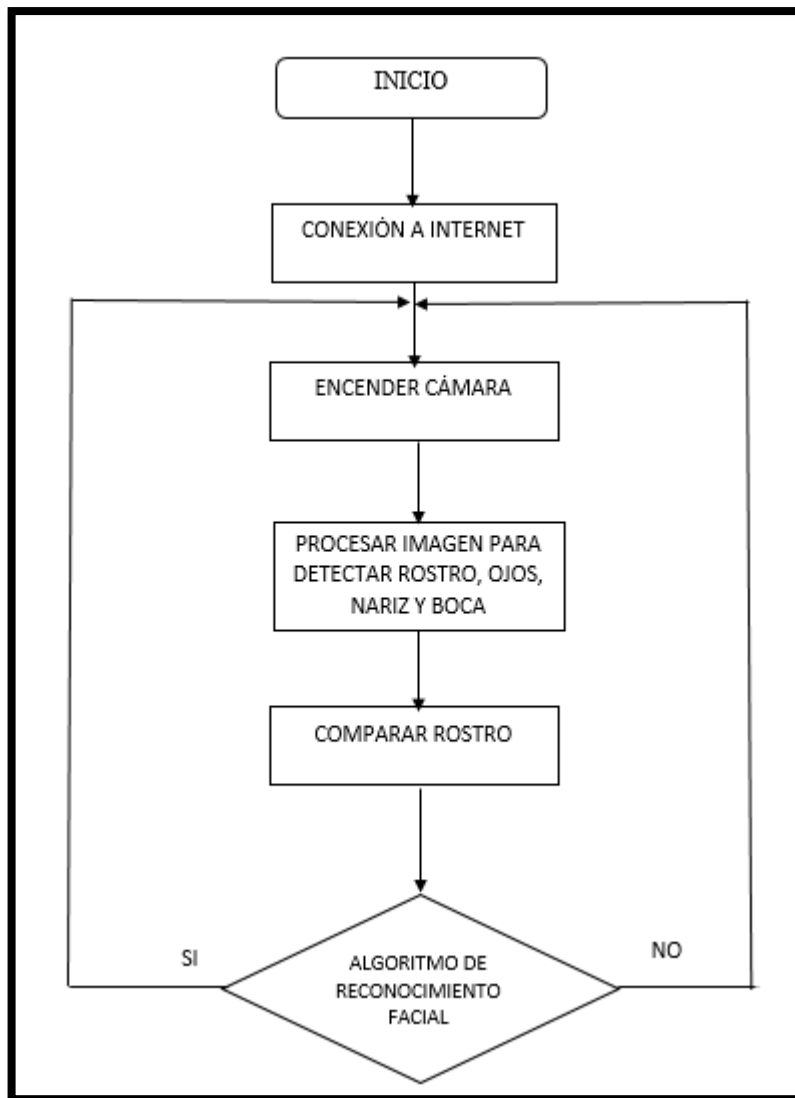 INICIO
CONEXIÓN A INTERNET
ENCENDER CÁMARA
PROCESAR IMAGEN PARA
DETECTAR ROSTRO, OJOS,
NARIZ Y BOCA
COMPARAR ROSTRO
SI
NO
ALGORITMO DE
RECONOCIMIENTO
FACIAL